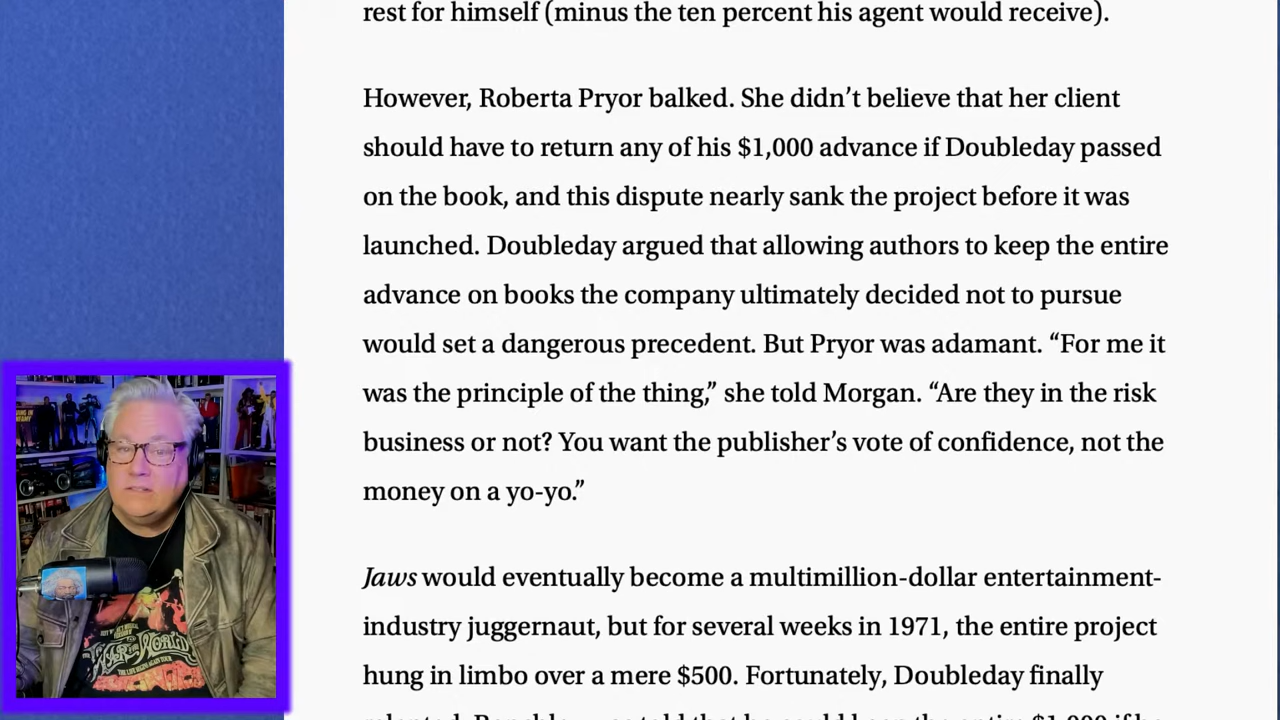 rest for himself (minus the ten percent his agent would receive).
However, Roberta Pryor balked. She didn’t believe that her client
should have to return any of his $1,000 advance if Doubleday passed
on the book, and this dispute nearly sank the project before it was
launched. Doubleday argued that allowing authors to keep the entire
advance on books the company ultimately decided not to pursue
would set a dangerous precedent. But Pryor was adamant. “For me it
was the principle of the thing,” she told Morgan. “Are they in the risk
business or not? You want the publisher’s vote of confidence, not the
money on a yo-yo.”
Jaws would eventually become a multimillion-dollar entertainment-
industry juggernaut, but for several weeks in 1971, the entire project
hung in limbo over a mere $500. Fortunately, Doubleday finally